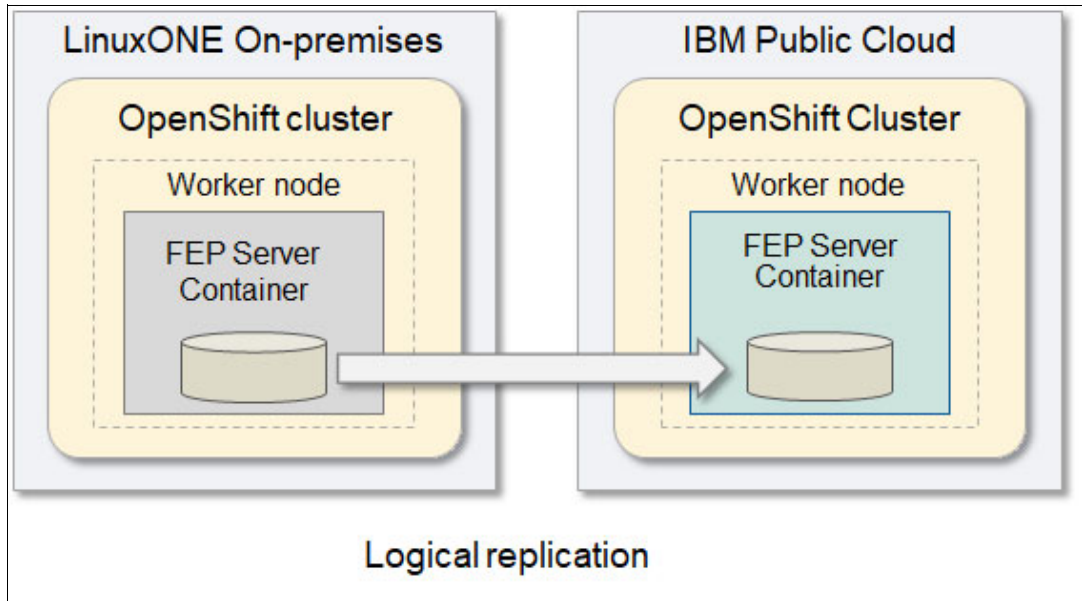 LinuxONE On-premises
OpenShift cluster
Worker node
FEP Server
Container
IBM Public Cloud
OpenShift Cluster
Worker node
FEP Server
Container
Logical replication